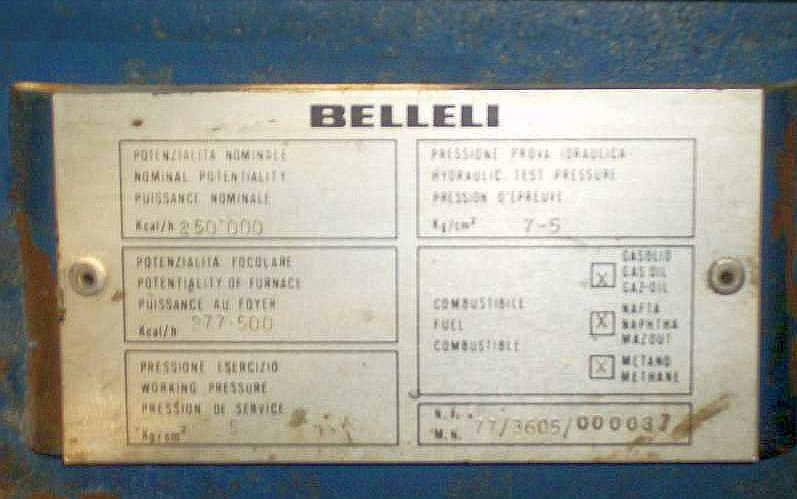 BELLELI
POTENZIALITÀ NOMINALE
NOMINAL POTENTIALITY
PUISSANCE NOMINALE
Kcal/h 250'000
POTENZIALITÀ FOCOLARE
POTENTIALITY OF FURNACE
PUISSANCE AU FOYER
Kcal/h 277.500
PRESSIONE ESERCIZIO
WORKING PRESSURE
PRESSION DE SERVICE
Kg/cm² 5
PRESSIONE PROVA IDRAULICA
HYDRAULIC TEST PRESSURE
PRESSION D'EPREUVE
Kg/cm² 7-5
COMBUSTIBILE
FUEL
COMBUSTIBLE
X GASOLIO
GAS OIL
GAZ-OIL
X NAFTA
NAPHTHA
MAZOUT
X METANO
METHANE
N.F.
M.N. 77/3605/000037